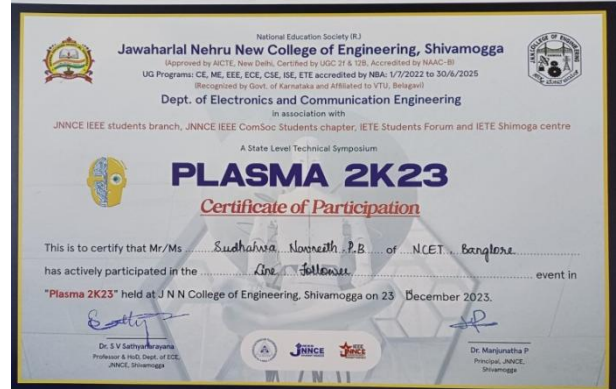 National Education Society (R.)
Jawaharlal Nehru New College of Engineering, Shivamogga
(Approved by AICTE, New Delhi, Certified by UGC 2f & 12B, Accredited by NAAC-B)
UG Programs: CE, ME, EEE, ECE, CSE, ISE, ETE accredited by NBA: 1/7/2022 to 30/6/2025
(Recognized by Govt. of Karnataka and Affiliated to VTU, Belagavi)
Dept. of Electronics and Communication Engineering
in association with
JNNCE IEEE students branch, JNNCE IEEE ComSoc Students chapter, IETE Students Forum and IETE Shimoga centre
A State Level Technical Symposium
PLASMA 2K23
Certificate of Participation
This is to certify that Mr/Ms Sudhanva Navneeth P.B of NCET, Banglore
has actively participated in the Line Follower event in
"Plasma 2K23" held at J N N College of Engineering, Shivamogga on 23 December 2023.
Dr. S V Sathyanarayana
Professor & HoD, Dept. of ECE,
JNNCE, Shivamogga
JNNCE
JNNCE
Dr. Manjunatha P
Principal, JNNCE,
Shivamogga